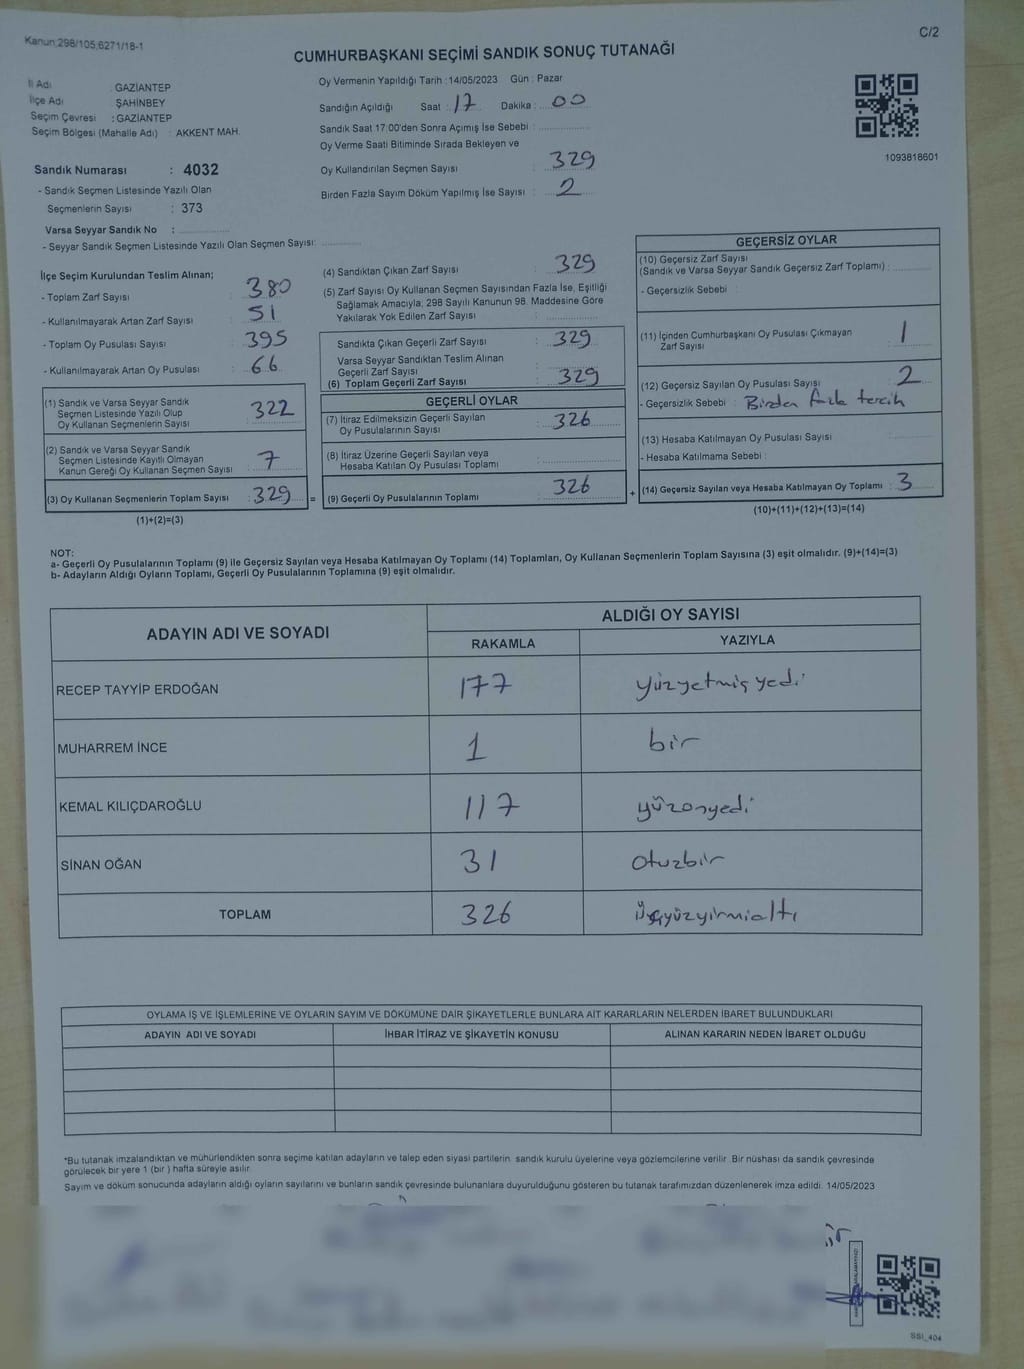 Kanun;298/105;6271/18-1
C/2
CUMHURBAŞKANI SEÇİMİ SANDIK SONUÇ TUTANAĞI
İl Adı : GAZİANTEP
İlçe Adı : ŞAHİNBEY
Seçim Çevresi : GAZİANTEP
Seçim Bölgesi (Mahalle Adı) : AKKENT MAH.
Sandık Numarası : 4032
- Sandık Seçmen Listesinde Yazılı Olan
Seçmenlerin Sayısı : 373
Varsa Seyyar Sandık No :
- Seyyar Sandık Seçmen Listesinde Yazılı Olan Seçmen Sayısı:
Oy Vermenin Yapıldığı Tarih : 14/05/2023 Gün : Pazar
Sandığın Açıldığı Saat : 17 Dakika : 00
Sandık Saat 17:00'den Sonra Açımış İse Sebebi :
Oy Verme Saati Bitiminde Sırada Bekleyen ve
Oy Kullandırılan Seçmen Sayısı : 329
Birden Fazla Sayım Döküm Yapılmış İse Sayısı : 2
1093818601
İlçe Seçim Kurulundan Teslim Alınan;
- Toplam Zarf Sayısı : 380
- Kullanılmayarak Artan Zarf Sayısı : 51
- Toplam Oy Pusulası Sayısı : 395
- Kullanılmayarak Artan Oy Pusulası : 66
(1) Sandık ve Varsa Seyyar Sandık
Seçmen Listesinde Yazılı Olup
Oy Kullanan Seçmenlerin Sayısı : 322
(2) Sandık ve Varsa Seyyar Sandık
Seçmen Listesinde Kayıtlı Olmayan
Kanun Gereği Oy Kullanan Seçmen Sayısı : 7
(3) Oy Kullanan Seçmenlerin Toplam Sayısı : 329 =
(1)+(2)=(3)
(4) Sandıktan Çıkan Zarf Sayısı : 329
(5) Zarf Sayısı Oy Kullanan Seçmen Sayısından Fazla İse, Eşitliği
Sağlamak Amacıyla; 298 Sayılı Kanunun 98. Maddesine Göre
Yakılarak Yok Edilen Zarf Sayısı :
Sandıkta Çıkan Geçerli Zarf Sayısı : 329
Varsa Seyyar Sandıktan Teslim Alınan
Geçerli Zarf Sayısı :
(6) Toplam Geçerli Zarf Sayısı : 329
GEÇERLİ OYLAR
(7) İtiraz Edilmeksizin Geçerli Sayılan
Oy Pusulalarının Sayısı : 326
(8) İtiraz Üzerine Geçerli Sayılan veya
Hesaba Katılan Oy Pusulası Toplamı :
(9) Geçerli Oy Pusulalarının Toplamı : 326 +
GEÇERSİZ OYLAR
(10) Geçersiz Zarf Sayısı
(Sandık ve Varsa Seyyar Sandık Geçersiz Zarf Toplamı) :
- Geçersizlik Sebebi :
(11) İçinden Cumhurbaşkanı Oy Pusulası Çıkmayan
Zarf Sayısı : 1
(12) Geçersiz Sayılan Oy Pusulası Sayısı : 2
- Geçersizlik Sebebi : Birden fazla tercih
(13) Hesaba Katılmayan Oy Pusulası Sayısı :
- Hesaba Katılmama Sebebi :
(14) Geçersiz Sayılan veya Hesaba Katılmayan Oy Toplamı : 3
(10)+(11)+(12)+(13)=(14)
NOT:
a- Geçerli Oy Pusulalarının Toplamı (9) ile Geçersiz Sayılan veya Hesaba Katılmayan Oy Toplamı (14) Toplamları, Oy Kullanan Seçmenlerin Toplam Sayısına (3) eşit olmalıdır. (9)+(14)=(3)
b- Adayların Aldığı Oyların Toplamı, Geçerli Oy Pusulalarının Toplamına (9) eşit olmalıdır.
ADAYIN ADI VE SOYADI
ALDIĞI OY SAYISI
RAKAMLA YAZIYLA
RECEP TAYYİP ERDOĞAN 177 yüzyetmişyedi
MUHARREM İNCE 1 bir
KEMAL KILIÇDAROĞLU 117 yüzonyedi
SİNAN OĞAN 31 otuzbir
TOPLAM 326 üçyüzyirmialtı
OYLAMA İŞ VE İŞLEMLERİNE VE OYLARIN SAYIM VE DÖKÜMÜNE DAİR ŞİKAYETLERLE BUNLARA AİT KARARLARIN NELERDEN İBARET BULUNDUKLARI
ADAYIN ADI VE SOYADI İHBAR İTİRAZ VE ŞİKAYETİN KONUSU ALINAN KARARIN NEDEN İBARET OLDUĞU
*Bu tutanak imzalandıktan ve mühürlendikten sonra seçime katılan adayların ve talep eden siyasi partilerin. sandık kurulu üyelerine veya gözlemcilerine verilir. Bir nüshası da sandık çevresinde
görülecek bir yere 1 (bir ) hafta süreyle asılır.
Sayım ve döküm sonucunda adayların aldığı oyların sayılarını ve bunların sandık çevresinde bulunanlara duyurulduğunu gösteren bu tutanak tarafımızdan düzenlenerek imza edildi. 14/05/2023
SSI_404